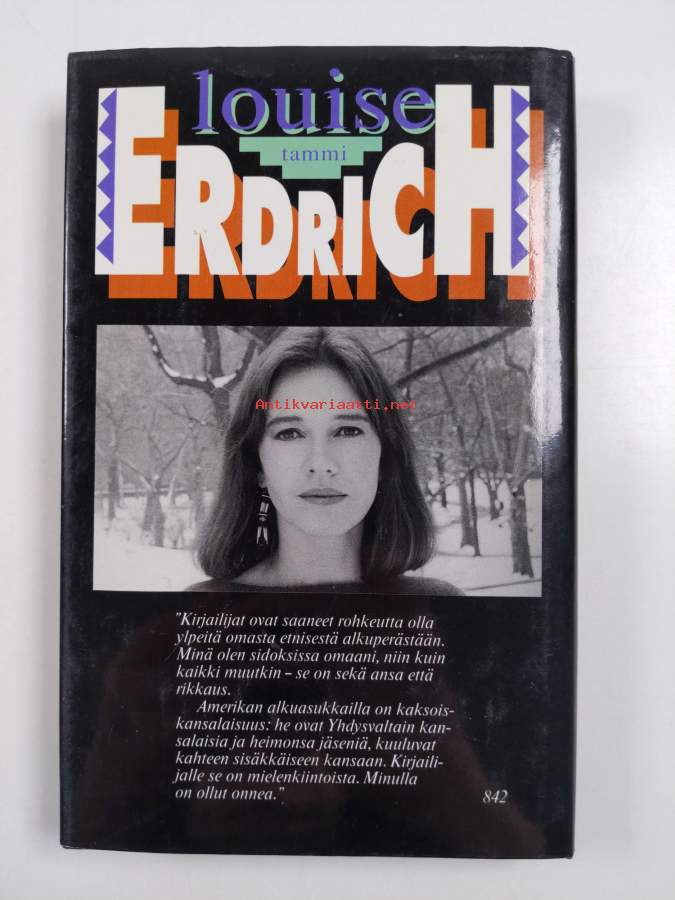 louise
tammi
ERDRICH
Antikvariaatti.net
"Kirjailijat ovat saaneet rohkeutta olla
ylpeitä omasta etnisestä alkuperästään.
Minä olen sidoksissa omaani, niin kuin
kaikki muutkin – se on sekä ansa että
rikkaus.
Amerikan alkuasukkailla on kaksois-
kansalaisuus: he ovat Yhdysvaltain kan-
salaisia ja heimonsa jäseniä, kuuluvat
kahteen sisäkkäiseen kansaan. Kirjaili-
jalle se on mielenkiintoista. Minulla
on ollut onnea."
842